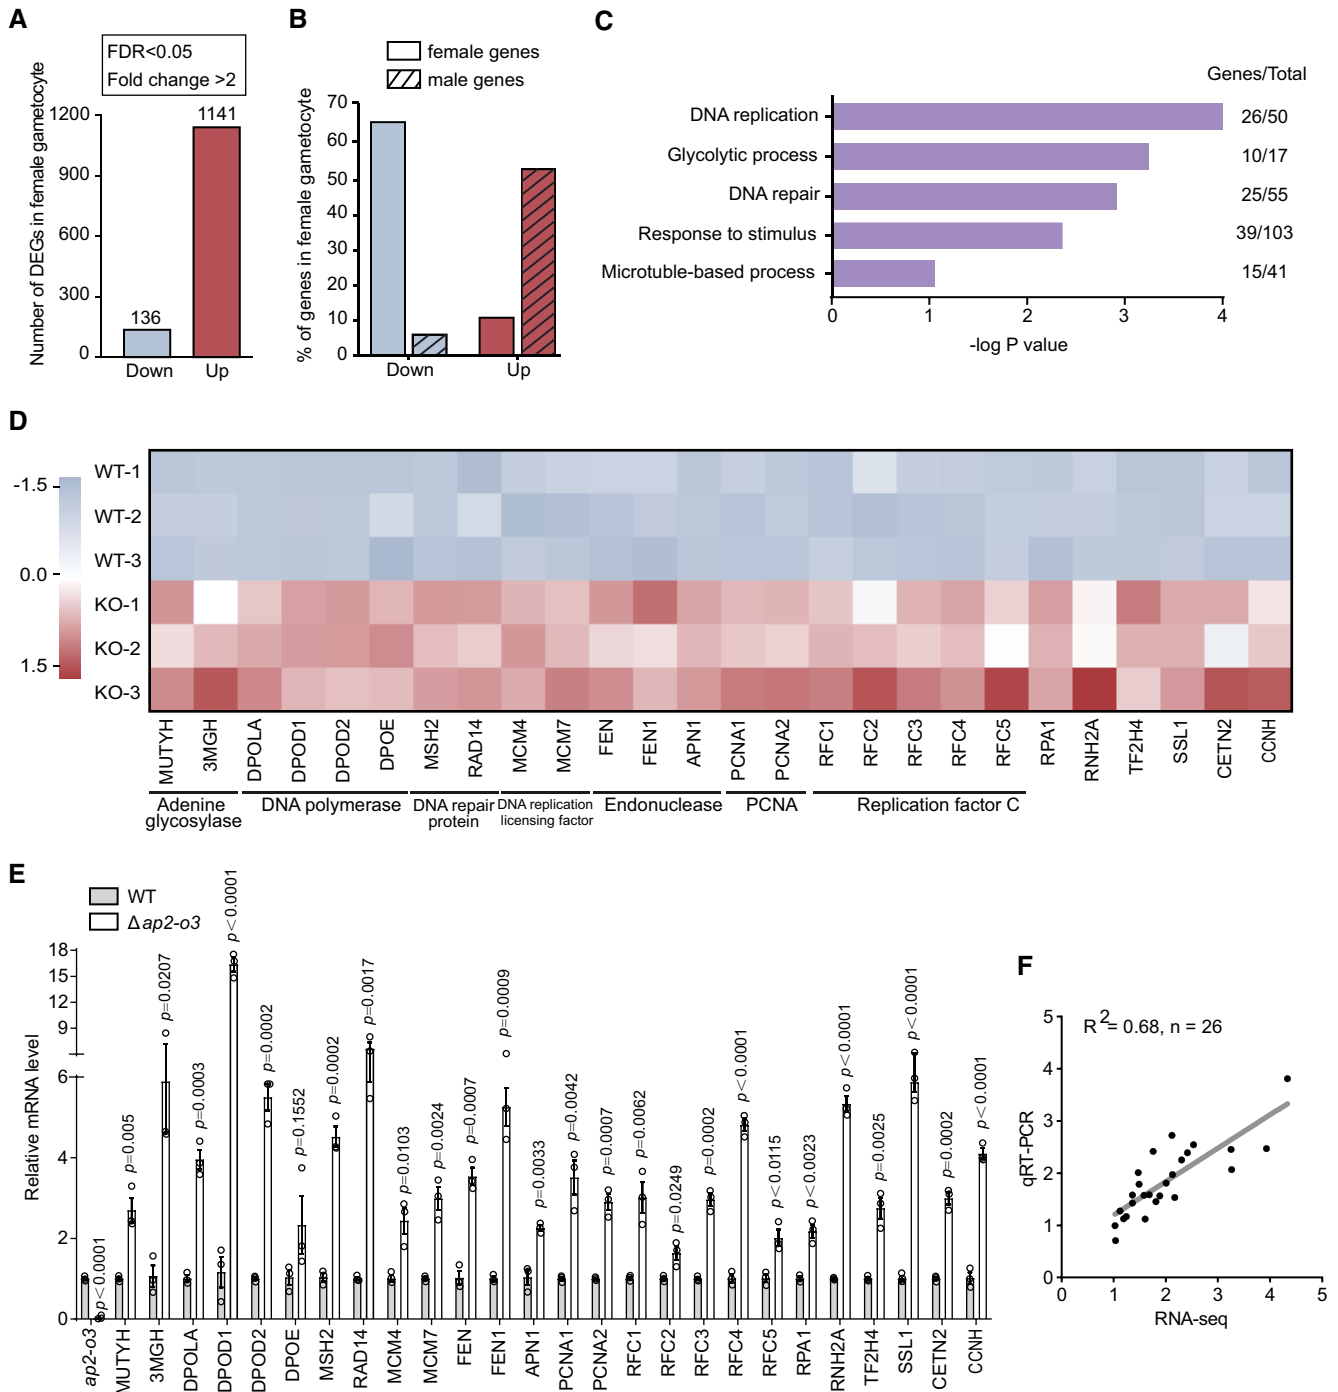 A
FDR<0.05
Fold change >2
Number of DEGs in female gametocyte
1200
900
600
300
0
136
1141
Down
Up
B
female genes
male genes
% of genes in female gametocyte
70
60
50
40
30
20
10
0
Down
Up
C
Genes/Total
DNA replication
26/50
Glycolytic process
10/17
DNA repair
25/55
Response to stimulus
39/103
Microtuble-based process
15/41
0 1 2 3 4
-log P value
D
-1.5
0.0
1.5
WT-1
WT-2
WT-3
KO-1
KO-2
KO-3
MUTYH
3MGH
DPOLA
DPOD1
DPOD2
DPOE
MSH2
RAD14
MCM4
MCM7
FEN
FEN1
APN1
PCNA1
PCNA2
RFC1
RFC2
RFC3
RFC4
RFC5
RPA1
RNH2A
TF2H4
SSL1
CETN2
CCNH
Adenine
glycosylase
DNA polymerase
DNA repair
protein
DNA replication
licensing factor
Endonuclease
PCNA
Replication factor C
E
WT
Δap2-o3
Relative mRNA level
18
15
12
9
6
4
2
0
p<0.0001
p=0.005
p=0.0207
p=0.0003
p<0.0001
p=0.0002
p=0.1552
p=0.0002
p=0.0017
p=0.0103
p=0.0024
p=0.0007
p=0.0009
p=0.0033
p=0.0042
p=0.0007
p=0.0062
p=0.0249
p=0.0002
p<0.0001
p<0.0115
p<0.0023
p<0.0001
p=0.0025
p<0.0001
p=0.0002
p<0.0001
ap2-o3
MUTYH
3MGH
DPOLA
DPOD1
DPOD2
DPOE
MSH2
RAD14
MCM4
MCM7
FEN
FEN1
APN1
PCNA1
PCNA2
RFC1
RFC2
RFC3
RFC4
RFC5
RPA1
RNH2A
TF2H4
SSL1
CETN2
CCNH
F
R²= 0.68, n = 26
qRT-PCR
5
4
3
2
1
0
0 1 2 3 4 5
RNA-seq